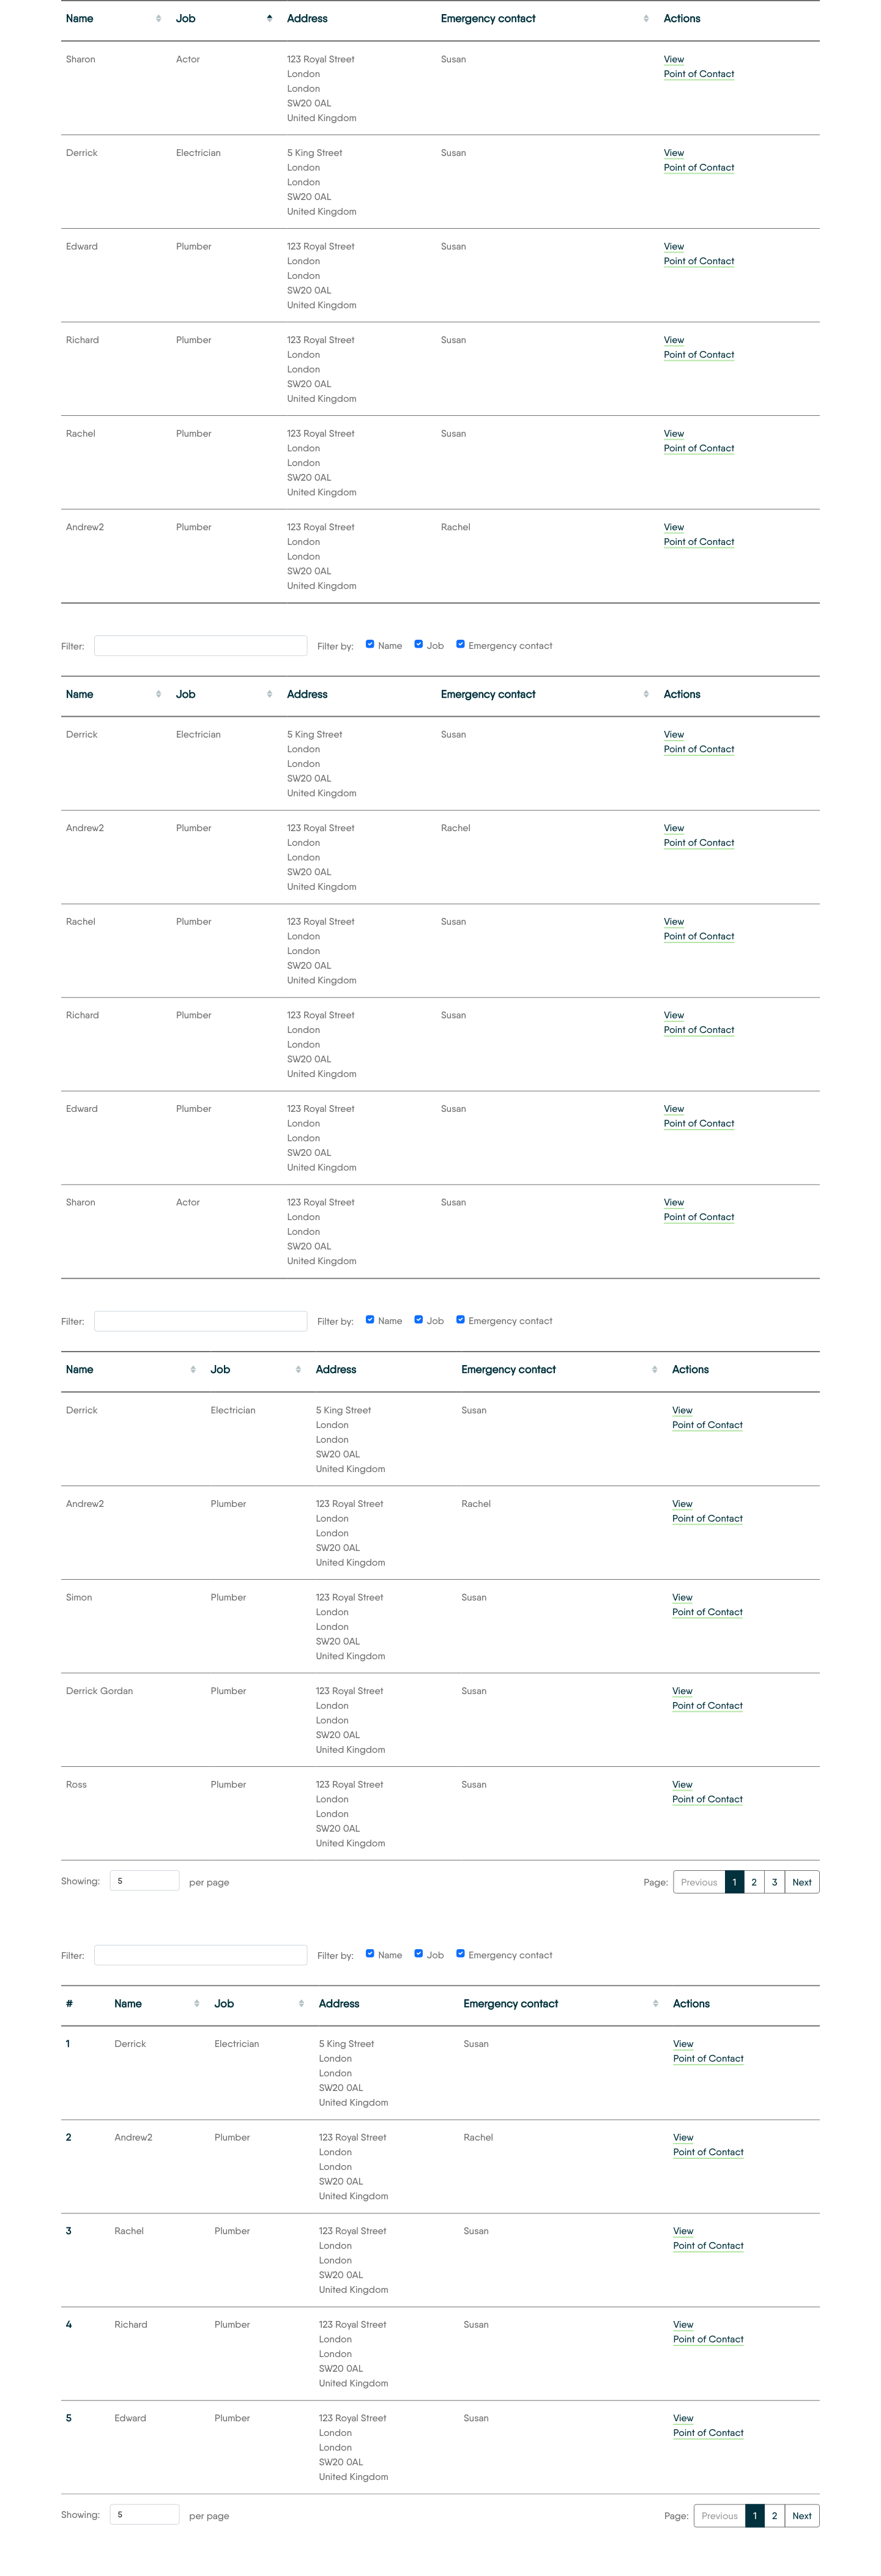 Name Job Address Emergency contact Actions
Sharon Actor 123 Royal Street Susan View
London Point of Contact
London
SW20 0AL
United Kingdom
Derrick Electrician 5 King Street Susan View
London Point of Contact
London
SW20 0AL
United Kingdom
Edward Plumber 123 Royal Street Susan View
London Point of Contact
London
SW20 0AL
United Kingdom
Richard Plumber 123 Royal Street Susan View
London Point of Contact
London
SW20 0AL
United Kingdom
Rachel Plumber 123 Royal Street Susan View
London Point of Contact
London
SW20 0AL
United Kingdom
Andrew2 Plumber 123 Royal Street Rachel View
London Point of Contact
London
SW20 0AL
United Kingdom
Filter: Filter by: Name Job Emergency contact
Name Job Address Emergency contact Actions
Derrick Electrician 5 King Street Susan View
London Point of Contact
London
SW20 0AL
United Kingdom
Andrew2 Plumber 123 Royal Street Rachel View
London Point of Contact
London
SW20 0AL
United Kingdom
Rachel Plumber 123 Royal Street Susan View
London Point of Contact
London
SW20 0AL
United Kingdom
Richard Plumber 123 Royal Street Susan View
London Point of Contact
London
SW20 0AL
United Kingdom
Edward Plumber 123 Royal Street Susan View
London Point of Contact
London
SW20 0AL
United Kingdom
Sharon Actor 123 Royal Street Susan View
London Point of Contact
London
SW20 0AL
United Kingdom
Filter: Filter by: Name Job Emergency contact
Name Job Address Emergency contact Actions
Derrick Electrician 5 King Street Susan View
London Point of Contact
London
SW20 0AL
United Kingdom
Andrew2 Plumber 123 Royal Street Rachel View
London Point of Contact
London
SW20 0AL
United Kingdom
Simon Plumber 123 Royal Street Susan View
London Point of Contact
London
SW20 0AL
United Kingdom
Derrick Gordan Plumber 123 Royal Street Susan View
London Point of Contact
London
SW20 0AL
United Kingdom
Ross Plumber 123 Royal Street Susan View
London Point of Contact
London
SW20 0AL
United Kingdom
Showing: 5 per page Page: Previous 1 2 3 Next
Filter: Filter by: Name Job Emergency contact
# Name Job Address Emergency contact Actions
1 Derrick Electrician 5 King Street Susan View
London Point of Contact
London
SW20 0AL
United Kingdom
2 Andrew2 Plumber 123 Royal Street Rachel View
London Point of Contact
London
SW20 0AL
United Kingdom
3 Rachel Plumber 123 Royal Street Susan View
London Point of Contact
London
SW20 0AL
United Kingdom
4 Richard Plumber 123 Royal Street Susan View
London Point of Contact
London
SW20 0AL
United Kingdom
5 Edward Plumber 123 Royal Street Susan View
London Point of Contact
London
SW20 0AL
United Kingdom
Showing: 5 per page Page: Previous 1 2 Next